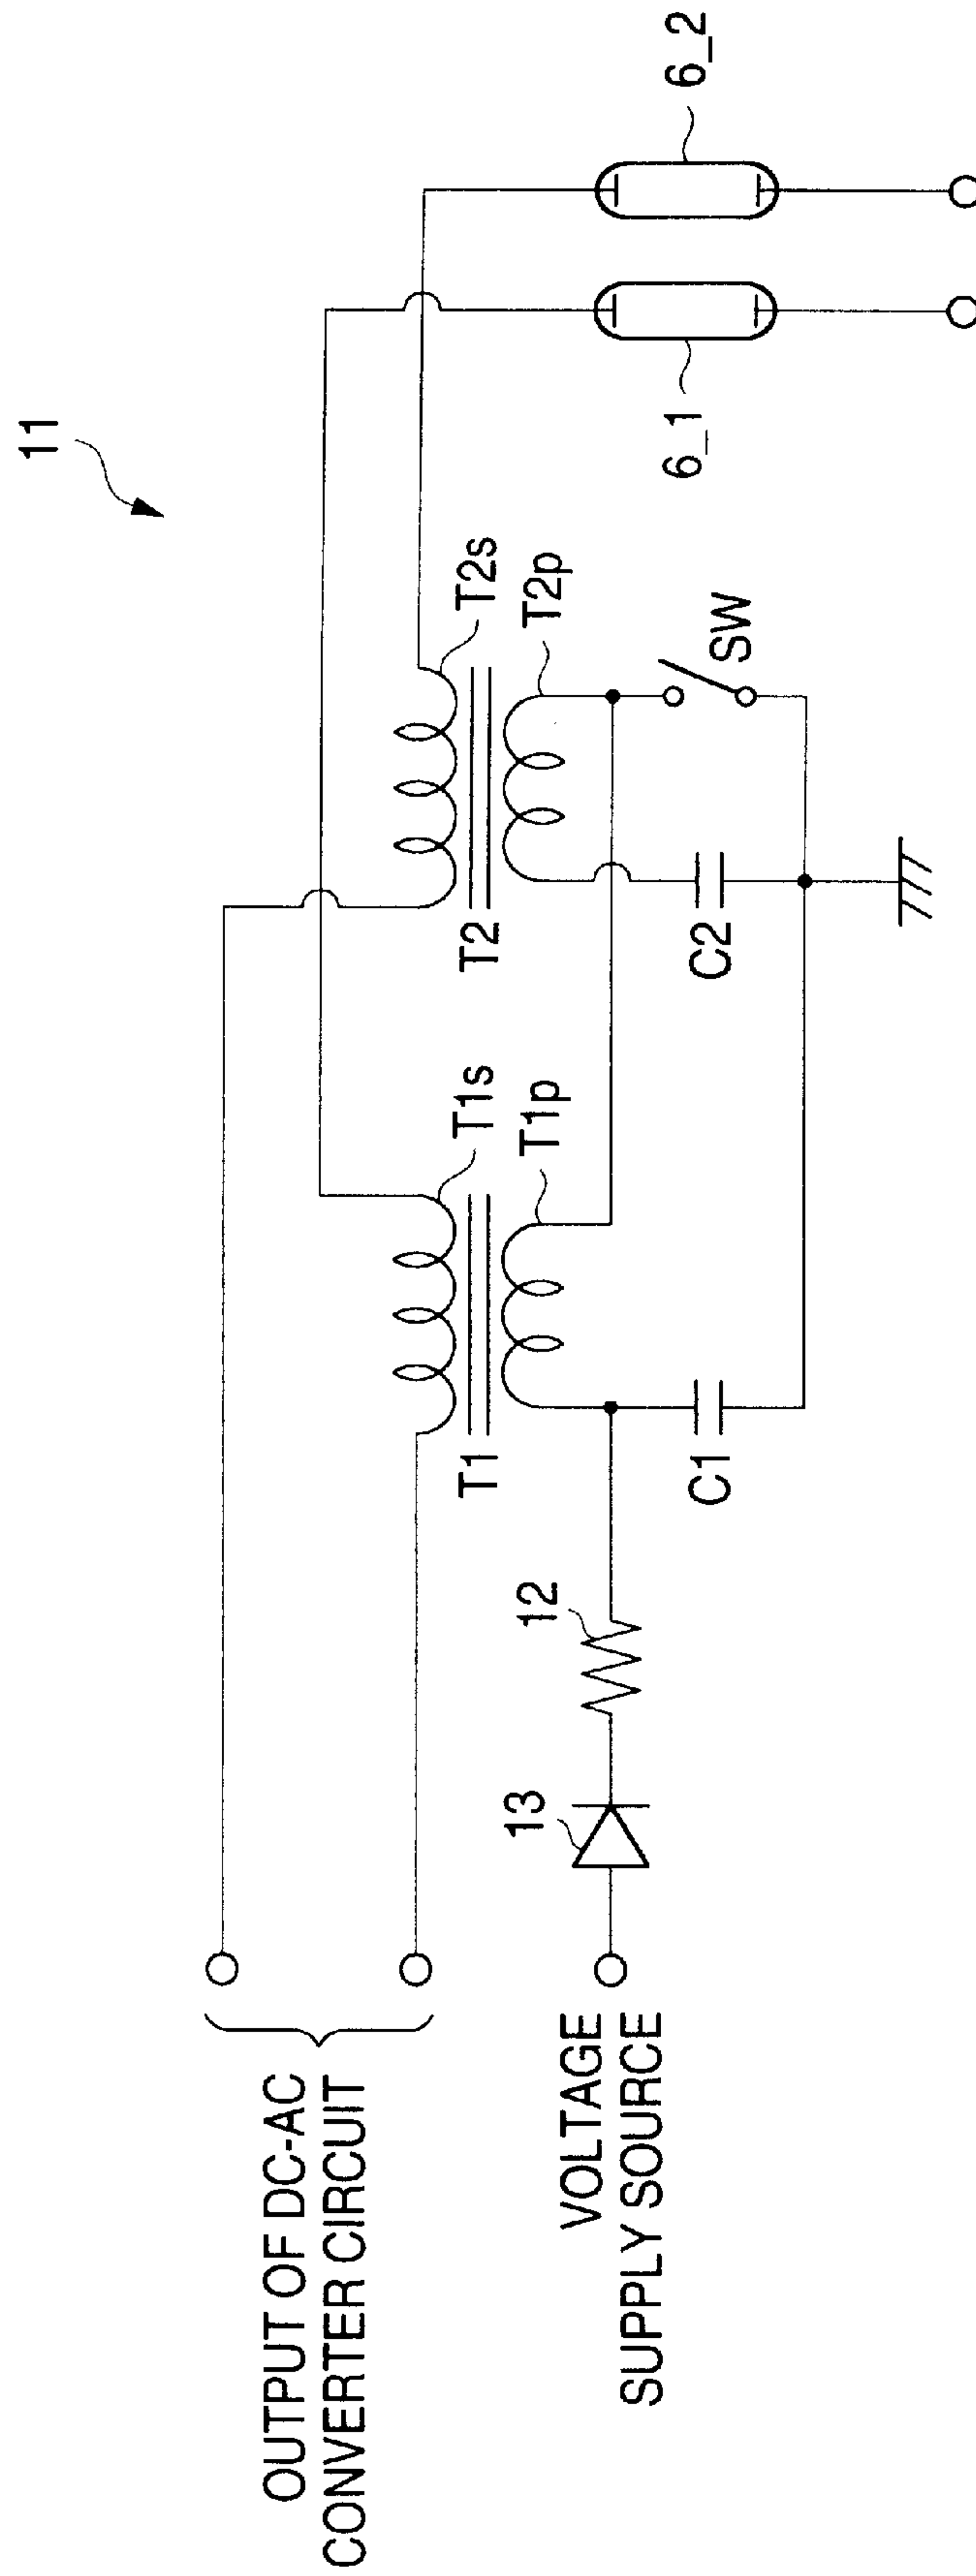 11
OUTPUT OF DC-AC
CONVERTER CIRCUIT
VOLTAGE
SUPPLY SOURCE
13
12
T1
T1s
T1p
C1
T2
T2s
T2p
C2
SW
6_1
6_2